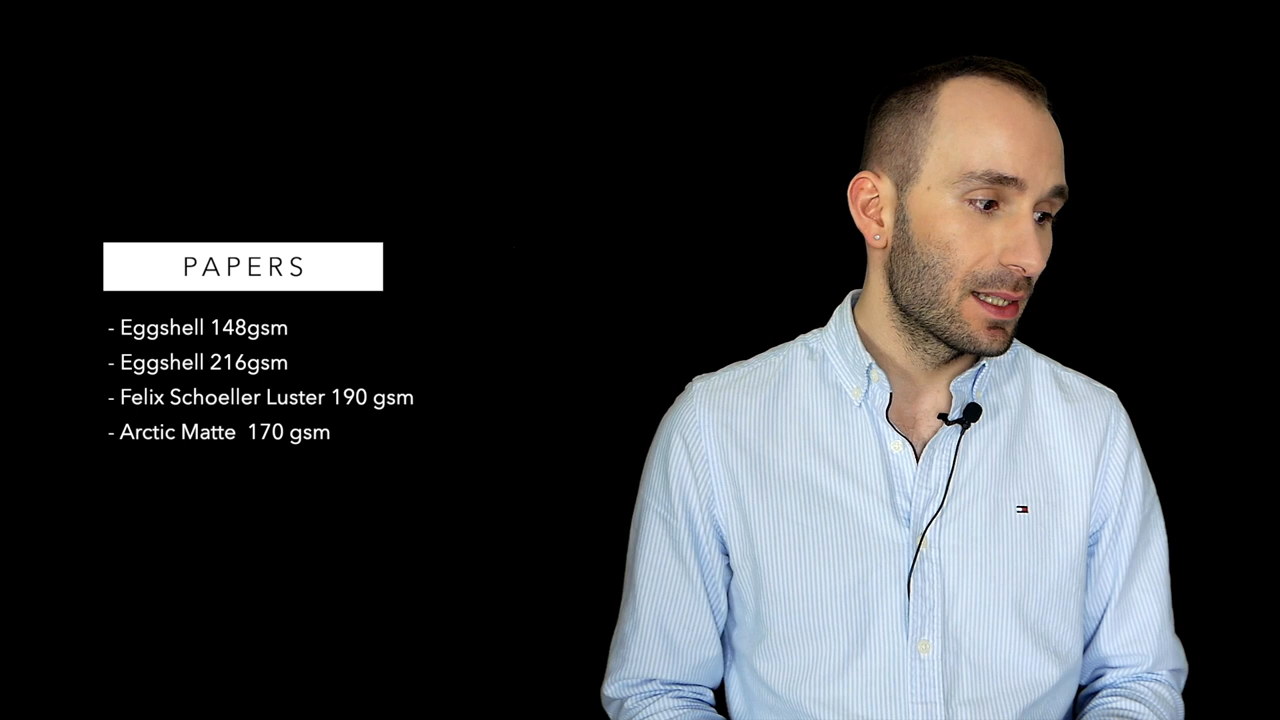 PAPERS
- Eggshell 148gsm
- Eggshell 216gsm
- Felix Schoeller Luster 190 gsm
- Arctic Matte  170 gsm